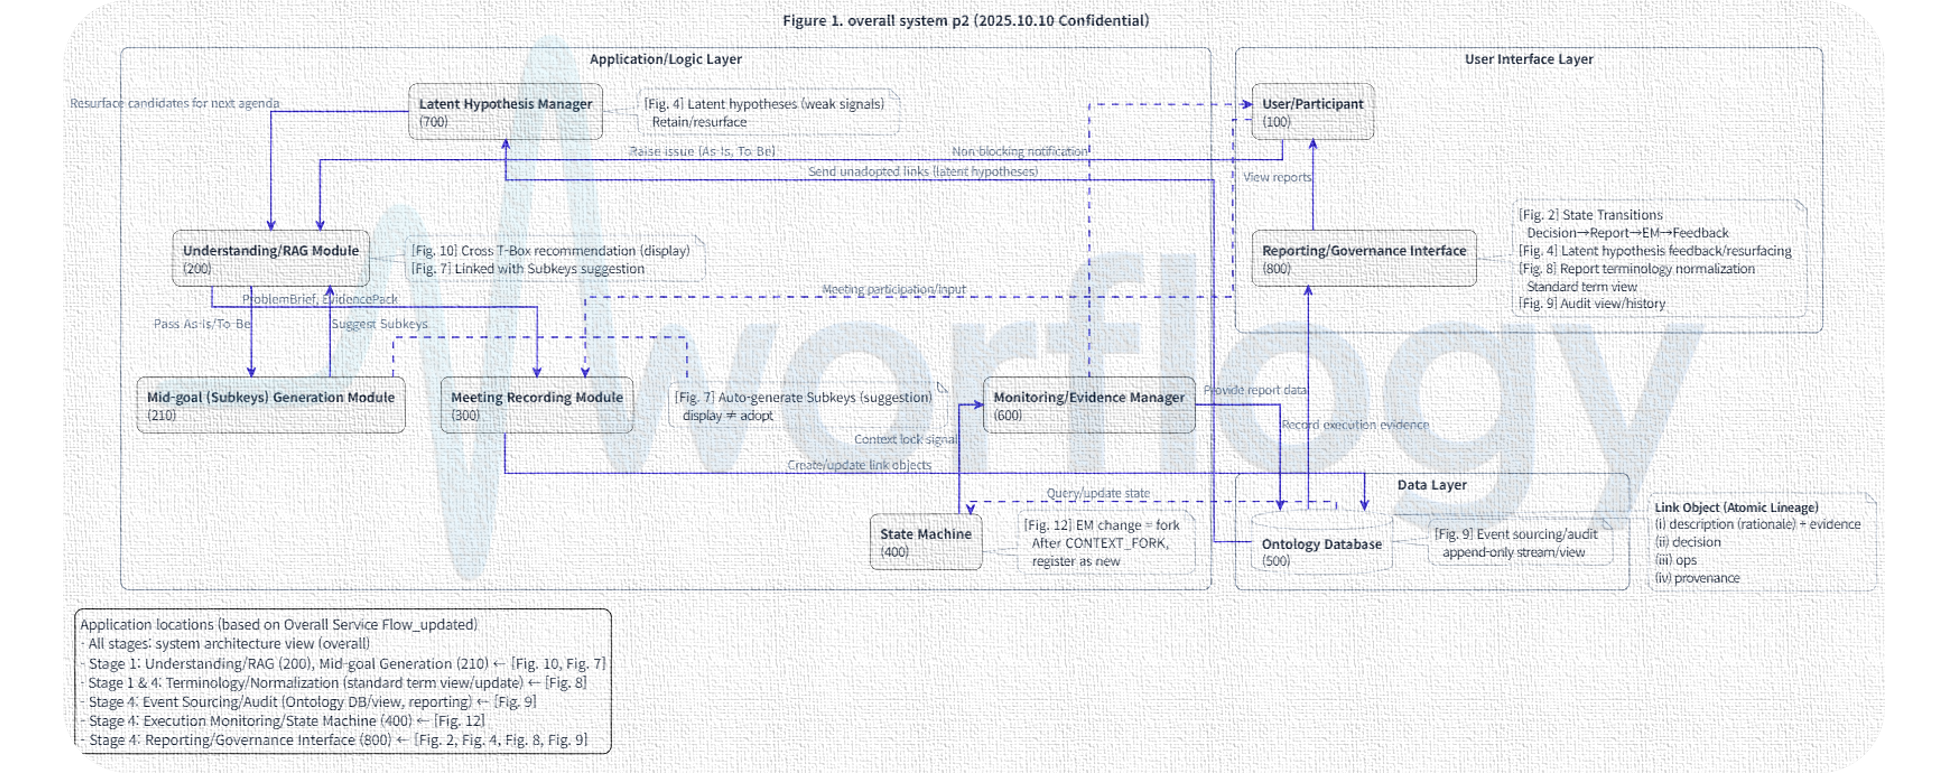 Figure 1. overall system p2 (2025.10.10 Confidential)
Application/Logic Layer
User Interface Layer
Resurface candidates for next agenda
Latent Hypothesis Manager
(700)
[Fig. 4] Latent hypotheses (weak signals)
Retain/resurface
User/Participant
(100)
Raise issue (As-Is, To-Be)
Non-blocking notification
Send unadopted links (latent hypotheses)
View reports
Understanding/RAG Module
(200)
[Fig. 10] Cross T-Box recommendation (display)
[Fig. 7] Linked with Subkeys suggestion
Reporting/Governance Interface
(800)
[Fig. 2] State Transitions
Decision→Report→EM→Feedback
[Fig. 4] Latent hypothesis feedback/resurfacing
[Fig. 8] Report terminology normalization
Standard term view
[Fig. 9] Audit view/history
ProblemBrief, EvidencePack
Meeting participation/input
Pass As-Is/To-Be
Suggest Subkeys
Mid-goal (Subkeys) Generation Module
(210)
Meeting Recording Module
(300)
[Fig. 7] Auto-generate Subkeys (suggestion)
display ≠ adopt
Monitoring/Evidence Manager
(600)
Provide report data
Record execution evidence
Context lock signal
Create/update link objects
Query/update state
Data Layer
State Machine
(400)
[Fig. 12] EM change = fork
After CONTEXT_FORK,
register as new
Ontology Database
(500)
[Fig. 9] Event sourcing/audit
append-only stream/view
Link Object (Atomic Lineage)
(i) description (rationale) + evidence
(ii) decision
(iii) ops
(iv) provenance
Application locations (based on Overall Service Flow_updated)
- All stages: system architecture view (overall)
- Stage 1: Understanding/RAG (200), Mid-goal Generation (210) ← [Fig. 10, Fig. 7]
- Stage 1 & 4: Terminology/Normalization (standard term view/update) ← [Fig. 8]
- Stage 4: Event Sourcing/Audit (Ontology DB/view, reporting) ← [Fig. 9]
- Stage 4: Execution Monitoring/State Machine (400) ← [Fig. 12]
- Stage 4: Reporting/Governance Interface (800) ← [Fig. 2, Fig. 4, Fig. 8, Fig. 9]
worflogy